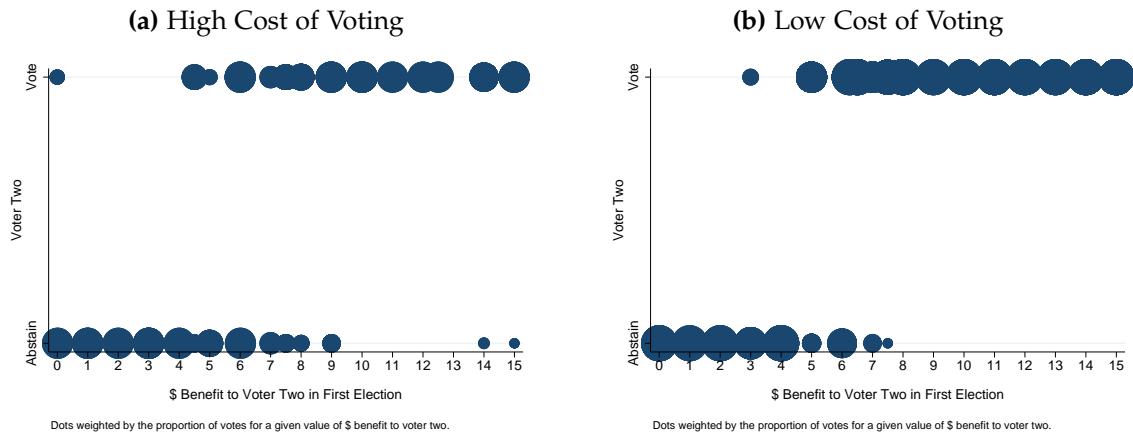 (a) High Cost of Voting
Vote
Voter Two
Abstain
0 1 2 3 4 5 6 7 8 9 10 11 12 13 14 15
$ Benefit to Voter Two in First Election
Dots weighted by the proportion of votes for a given value of $ benefit to voter two.
(b) Low Cost of Voting
Vote
Voter Two
Abstain
0 1 2 3 4 5 6 7 8 9 10 11 12 13 14 15
$ Benefit to Voter Two in First Election
Dots weighted by the proportion of votes for a given value of $ benefit to voter two.